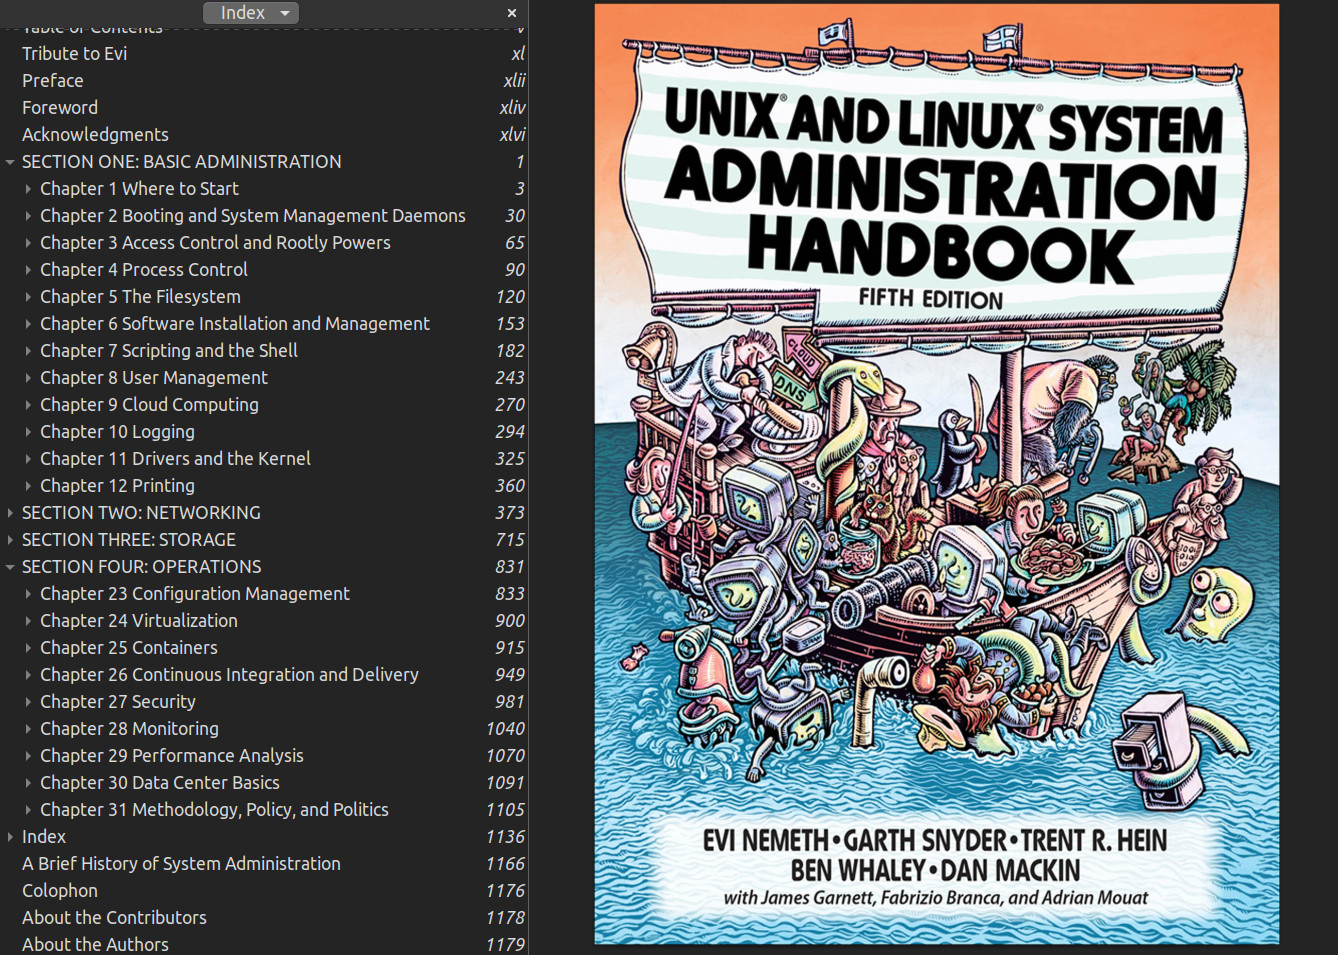 Index
Table of Contents v
Tribute to Evi xl
Preface xlii
Foreword xliv
Acknowledgments xlvi
SECTION ONE: BASIC ADMINISTRATION 1
Chapter 1 Where to Start 3
Chapter 2 Booting and System Management Daemons 30
Chapter 3 Access Control and Rootly Powers 65
Chapter 4 Process Control 90
Chapter 5 The Filesystem 120
Chapter 6 Software Installation and Management 153
Chapter 7 Scripting and the Shell 182
Chapter 8 User Management 243
Chapter 9 Cloud Computing 270
Chapter 10 Logging 294
Chapter 11 Drivers and the Kernel 325
Chapter 12 Printing 360
SECTION TWO: NETWORKING 373
SECTION THREE: STORAGE 715
SECTION FOUR: OPERATIONS 831
Chapter 23 Configuration Management 833
Chapter 24 Virtualization 900
Chapter 25 Containers 915
Chapter 26 Continuous Integration and Delivery 949
Chapter 27 Security 981
Chapter 28 Monitoring 1040
Chapter 29 Performance Analysis 1070
Chapter 30 Data Center Basics 1091
Chapter 31 Methodology, Policy, and Politics 1105
Index 1136
A Brief History of System Administration 1166
Colophon 1176
About the Contributors 1178
About the Authors 1179
UNIX® AND LINUX® SYSTEM
ADMINISTRATION
HANDBOOK
FIFTH EDITION
CLOUD
DNS
EVI NEMETH • GARTH SNYDER • TRENT R. HEIN
BEN WHALEY • DAN MACKIN
with James Garnett, Fabrizio Branca, and Adrian Mouat